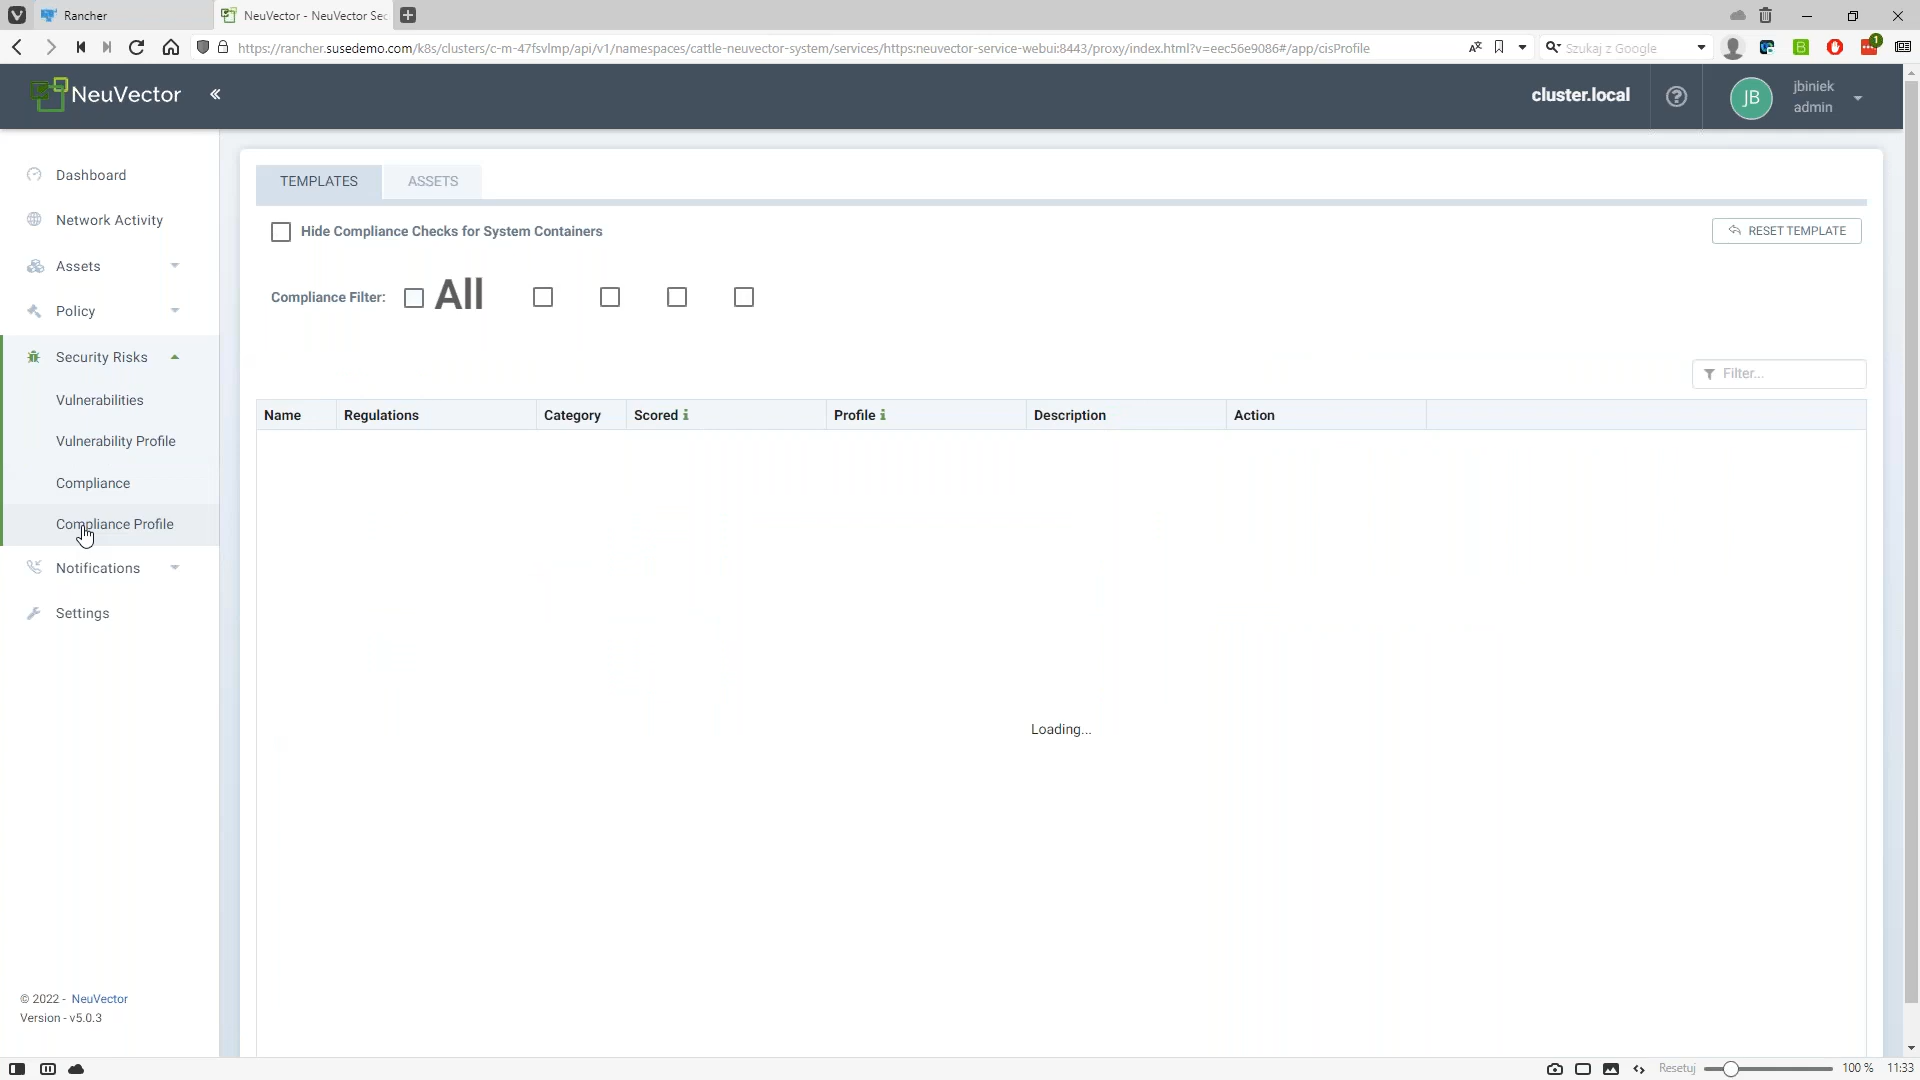 Rancher
NeuVector - NeuVector Sec
https://rancher.susedemo.com/k8s/clusters/c-m-47fsvlmp/api/v1/namespaces/cattle-neuvector-system/services/https:neuvector-service-webui:8443/proxy/index.html?v=eec56e9086#/app/cisProfile
Szukaj z Google
1
NeuVector
cluster.local
JB
jbiniek
admin
Dashboard
Network Activity
Assets
Policy
Security Risks
Vulnerabilities
Vulnerability Profile
Compliance
Compliance Profile
Notifications
Settings
TEMPLATES
ASSETS
Hide Compliance Checks for System Containers
RESET TEMPLATE
Compliance Filter:
All
Filter...
Name
Regulations
Category
Scored
Profile
Description
Action
Loading...
© 2022 - NeuVector
Version - v5.0.3
Resetuj
100 %
11:33